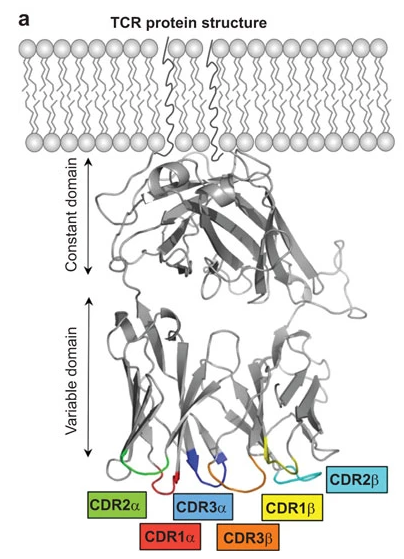 a
TCR protein structure
Constant domain
Variable domain
CDR2β
CDR2α
CDR3α
CDR1β
CDR1α
CDR3β